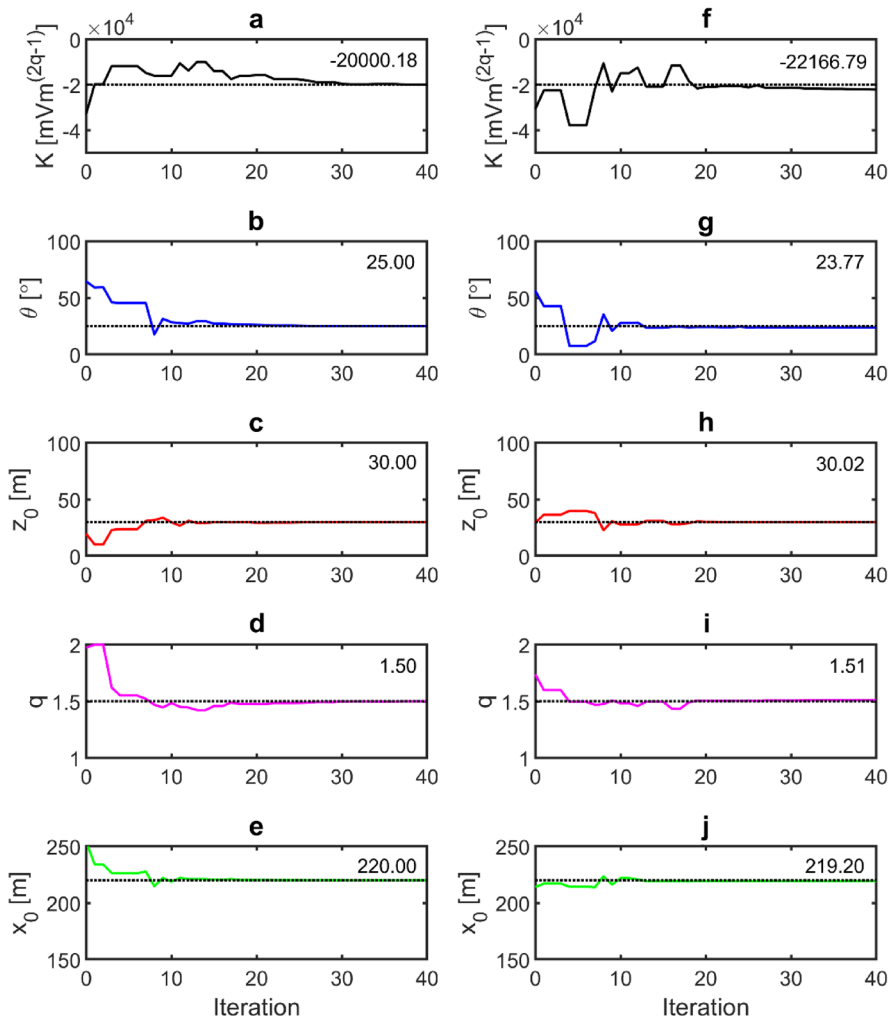 a
×10^4
0
-2
-4
K [mVm^(2q-1)]
-20000.18
0 10 20 30 40
f
×10^4
0
-2
-4
K [mVm^(2q-1)]
-22166.79
0 10 20 30 40
b
100
50
0
θ [°]
25.00
0 10 20 30 40
g
100
50
0
θ [°]
23.77
0 10 20 30 40
c
100
50
0
z_0 [m]
30.00
0 10 20 30 40
h
100
50
0
z_0 [m]
30.02
0 10 20 30 40
d
2
1.5
1
q
1.50
0 10 20 30 40
i
2
1.5
1
q
1.51
0 10 20 30 40
e
250
200
150
x_0 [m]
220.00
0 10 20 30 40
Iteration
j
250
200
150
x_0 [m]
219.20
0 10 20 30 40
Iteration